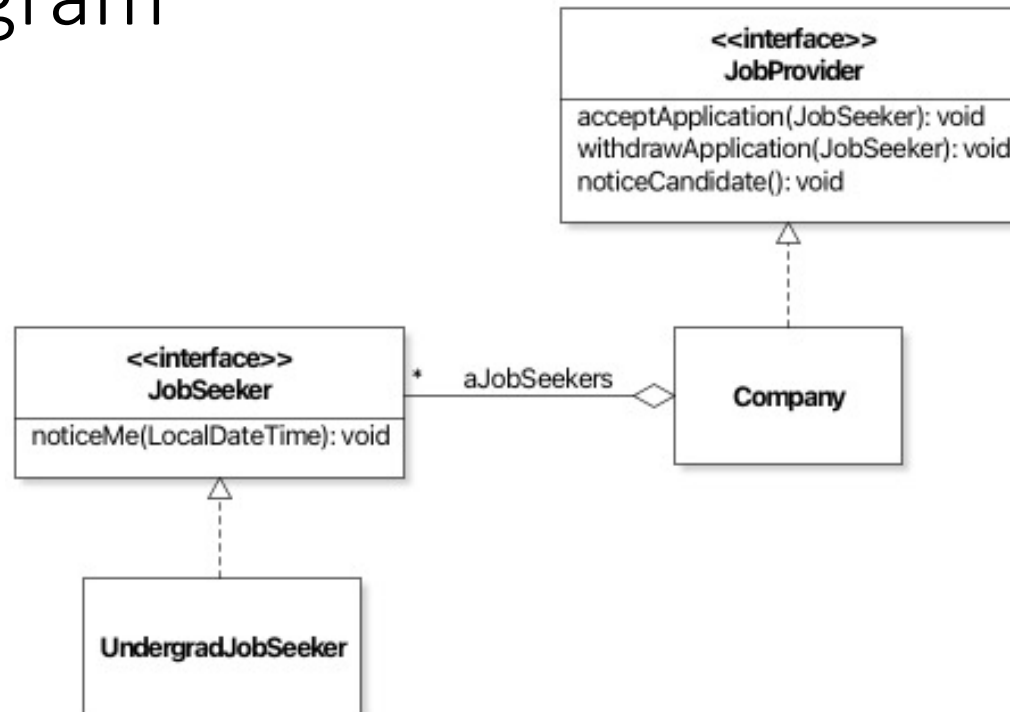 gram
<<interface>>
JobProvider
acceptApplication(JobSeeker): void
withdrawApplication(JobSeeker): void
noticeCandidate(): void
<<interface>>
JobSeeker
noticeMe(LocalDateTime): void
* aJobSeekers
Company
UndergradJobSeeker